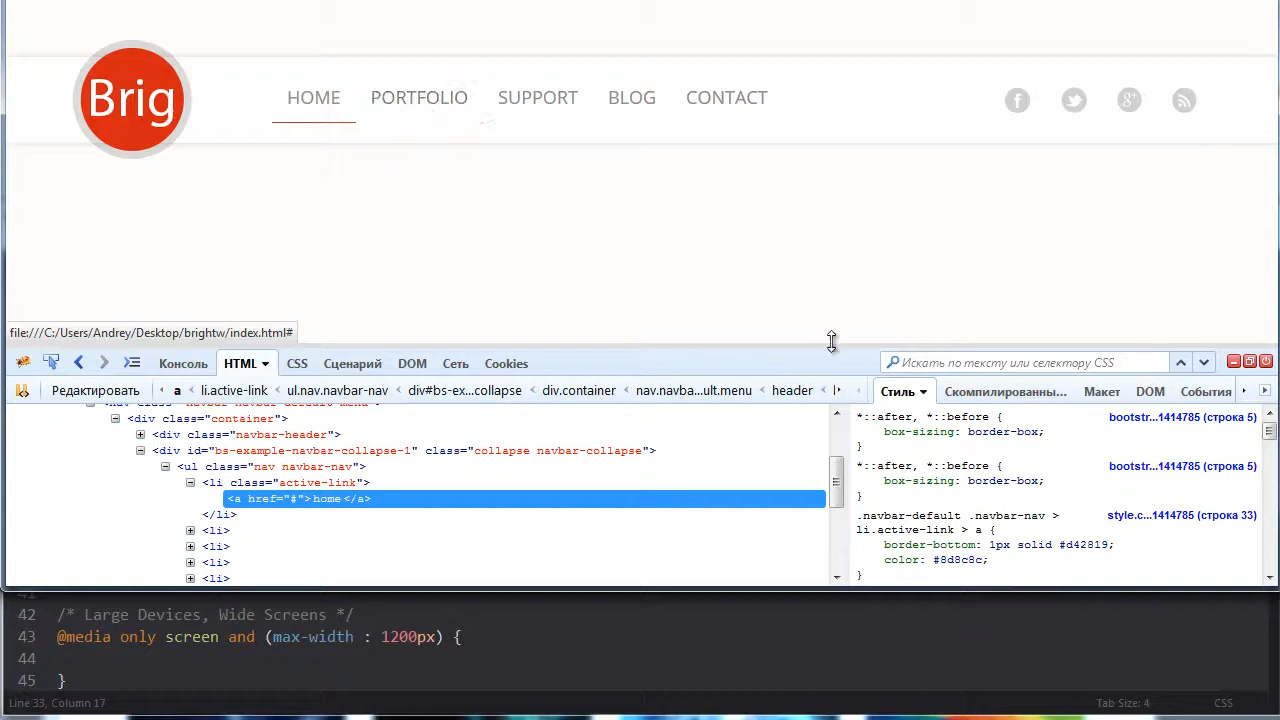 Brig
HOME PORTFOLIO SUPPORT BLOG CONTACT
file:///C:/Users/Andrey/Desktop/brightw/index.html#
Консоль HTML CSS Сценарий DOM Сеть Cookies
Искать по тексту или селектору CSS
Редактировать a < li.active-link < ul.nav.navbar-nav < div#bs-ex...collapse < div.container < nav.navba...ult.menu < header <
Стиль Скомпилированны... Макет DOM События
<div class="container">
<div class="navbar-header">
<div id="bs-example-navbar-collapse-1" class="collapse navbar-collapse">
<ul class="nav navbar-nav">
<li class="active-link">
<a href="#">home</a>
</li>
<li>
<li>
<li>
<li>
*::after, *::before { bootstr...1414785 (строка 5)
box-sizing: border-box;
}
*::after, *::before { bootstr...1414785 (строка 5)
box-sizing: border-box;
}
.navbar-default .navbar-nav > style.c...1414785 (строка 33)
li.active-link > a {
border-bottom: 1px solid #d42819;
color: #8d8c8c;
}
42 /* Large Devices, Wide Screens */
43 @media only screen and (max-width : 1200px) {
44
45 }
Line 33, Column 17 Tab Size: 4 CSS